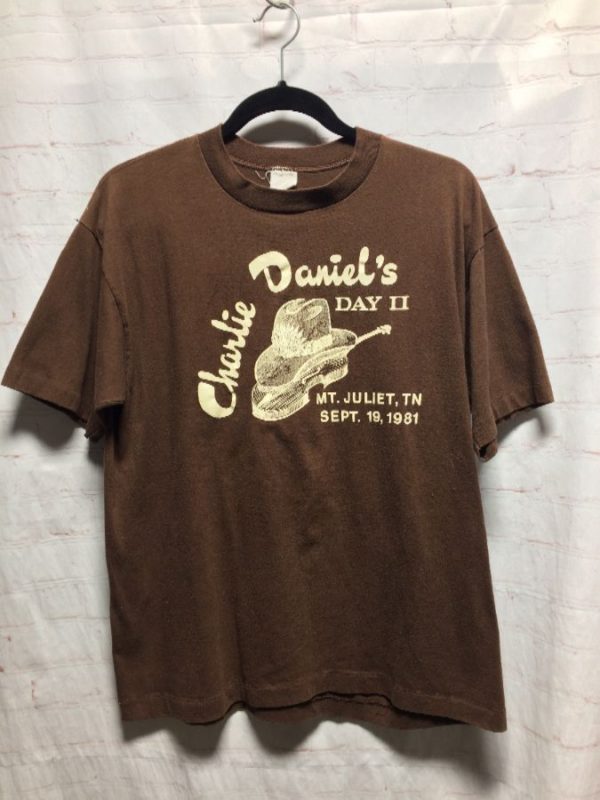 Charlie Daniel's
DAY II
MT. JULIET, TN
SEPT. 19, 1981